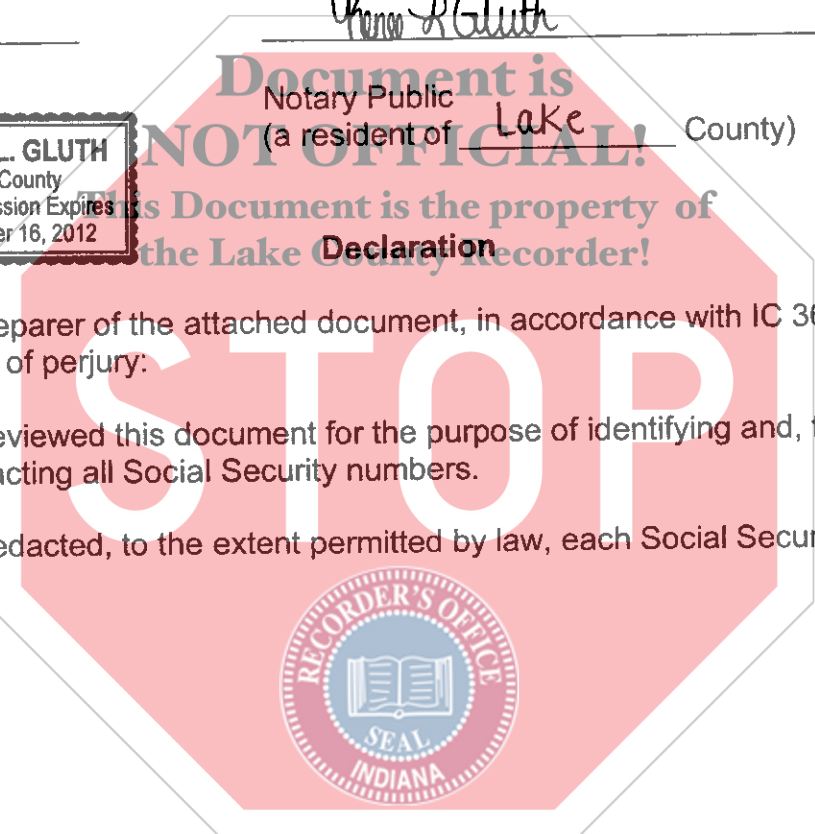 L Gluth
Document is
Notary Public
NOT OFFICIAL!
(a resident of Lake County)
L. GLUTH
County
ssion Expires
er 16, 2012
This Document is the property of
the Lake County Recorder!
Declaration
eparer of the attached document, in accordance with IC 36
of perjury:
eviewed this document for the purpose of identifying and, t
acting all Social Security numbers.
edacted, to the extent permitted by law, each Social Secur
STOP
RECORDER'S OFFICE
SEAL
INDIANA